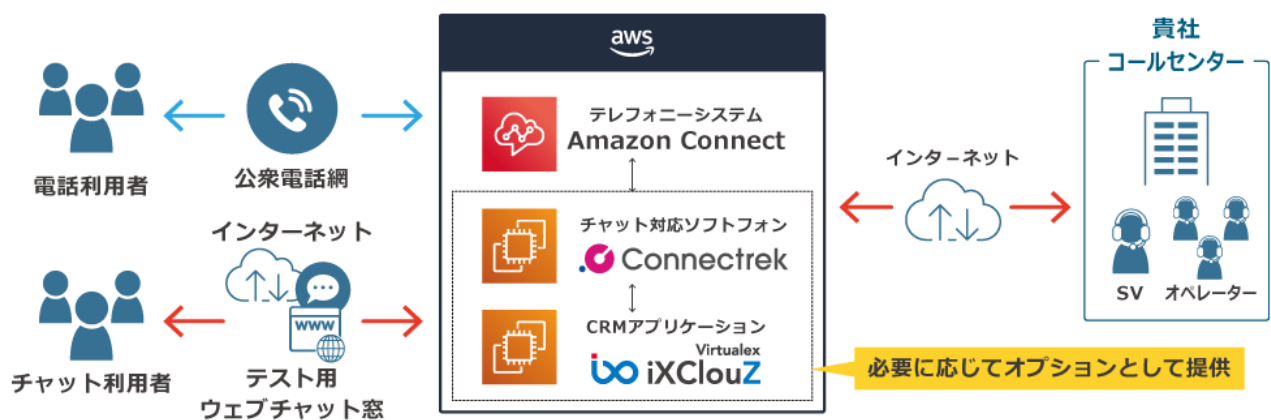 電話利用者
公衆電話網
インターネット
www
チャット利用者
テスト用
ウェブチャット窓
aws
テレフォニーシステム
Amazon Connect
チャット対応ソフトフォン
Connectrek
CRMアプリケーション
Virtualex
iXClouZ
必要に応じてオプションとして提供
インターネット
貴社
コールセンター
SV オペレーター